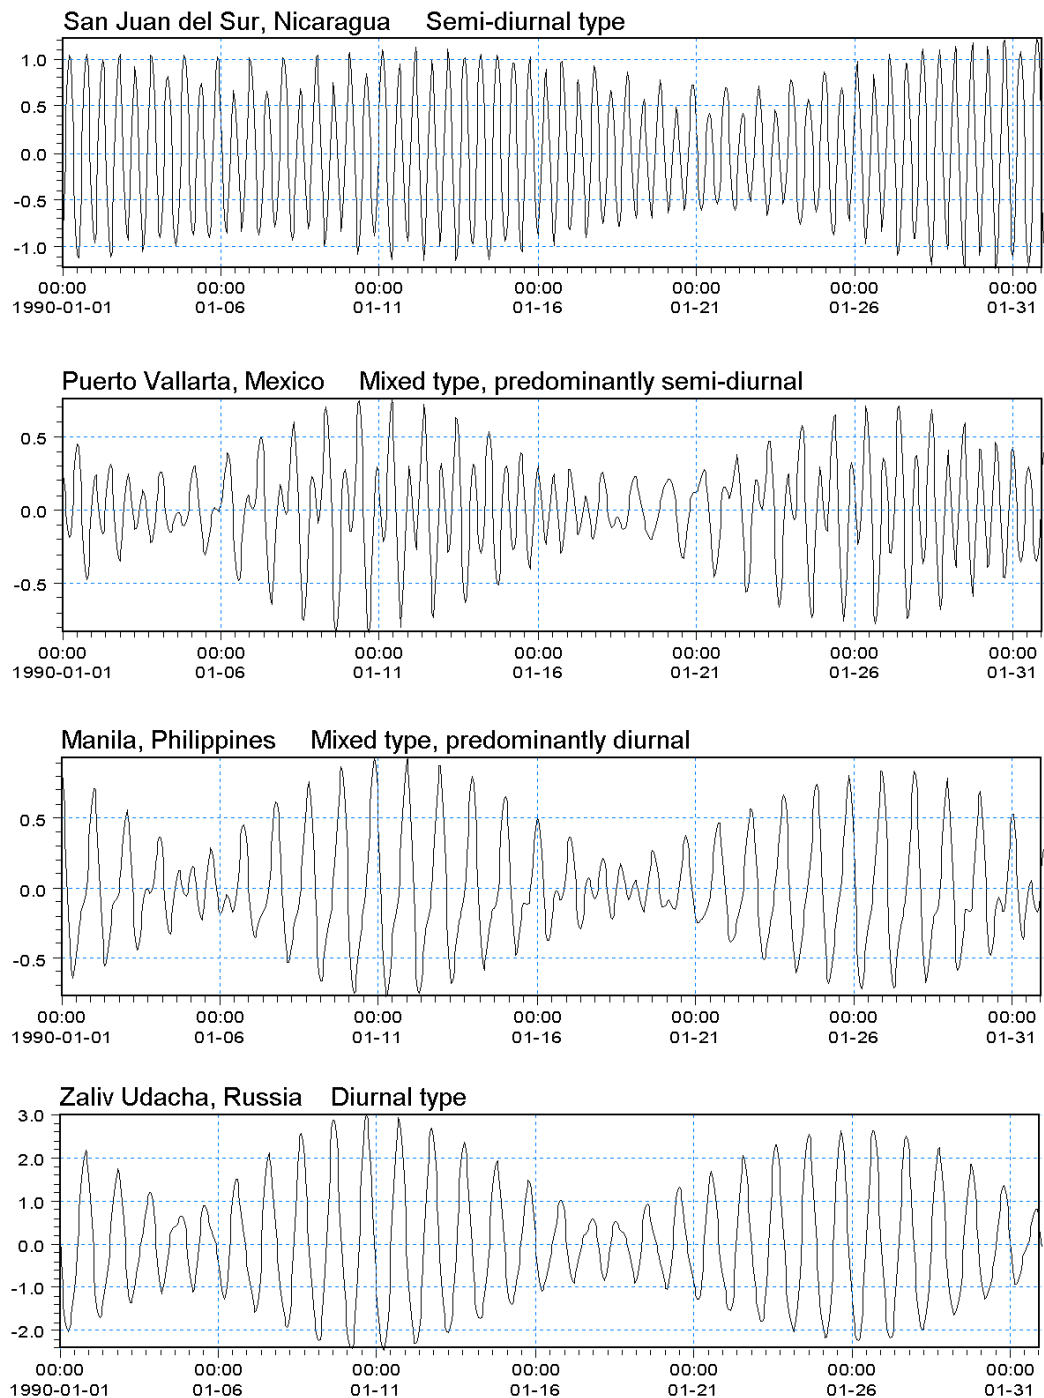 San Juan del Sur, Nicaragua Semi-diurnal type
1.0
0.5
0.0
-0.5
-1.0
00:00 00:00 00:00 00:00 00:00 00:00 00:00
1990-01-01 01-06 01-11 01-16 01-21 01-26 01-31
Puerto Vallarta, Mexico Mixed type, predominantly semi-diurnal
0.5
0.0
-0.5
00:00 00:00 00:00 00:00 00:00 00:00 00:00
1990-01-01 01-06 01-11 01-16 01-21 01-26 01-31
Manila, Philippines Mixed type, predominantly diurnal
0.5
0.0
-0.5
00:00 00:00 00:00 00:00 00:00 00:00 00:00
1990-01-01 01-06 01-11 01-16 01-21 01-26 01-31
Zaliv Udacha, Russia Diurnal type
3.0
2.0
1.0
0.0
-1.0
-2.0
00:00 00:00 00:00 00:00 00:00 00:00 00:00
1990-01-01 01-06 01-11 01-16 01-21 01-26 01-31